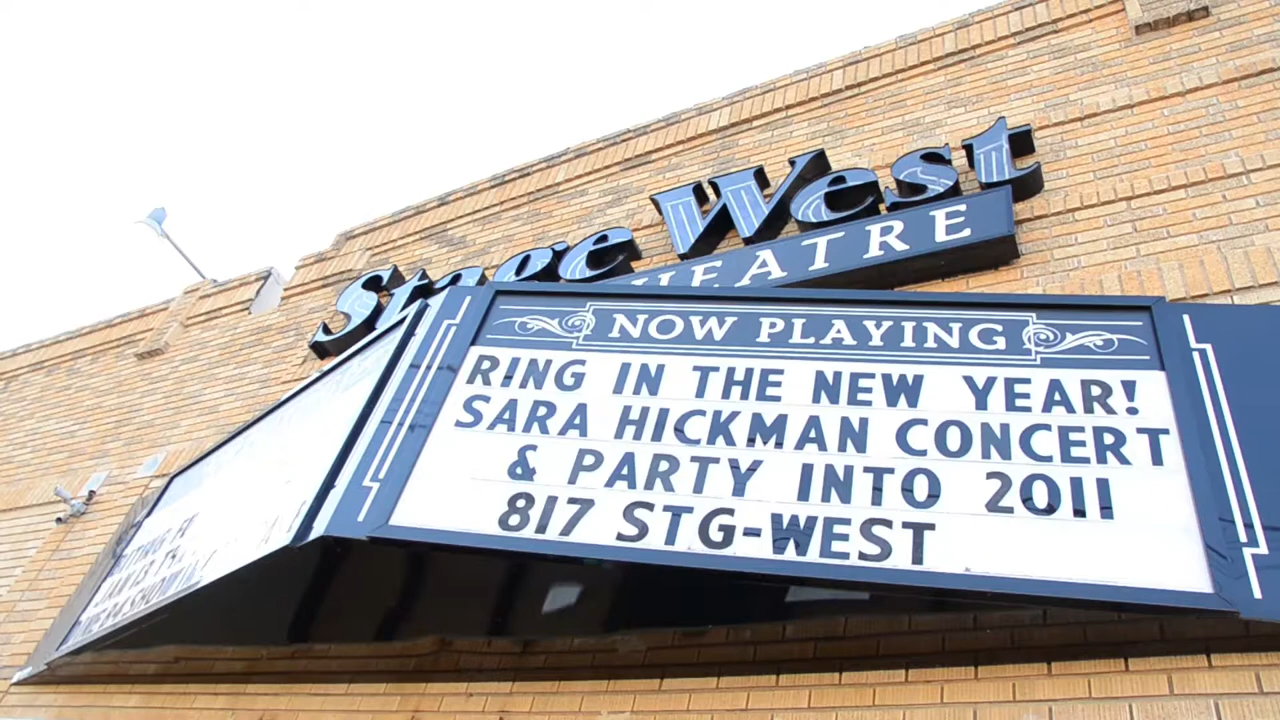 Stage West
THEATRE
NOW PLAYING
RING IN THE NEW YEAR!
SARA HICKMAN CONCERT
& PARTY INTO 2011
817 STG-WEST